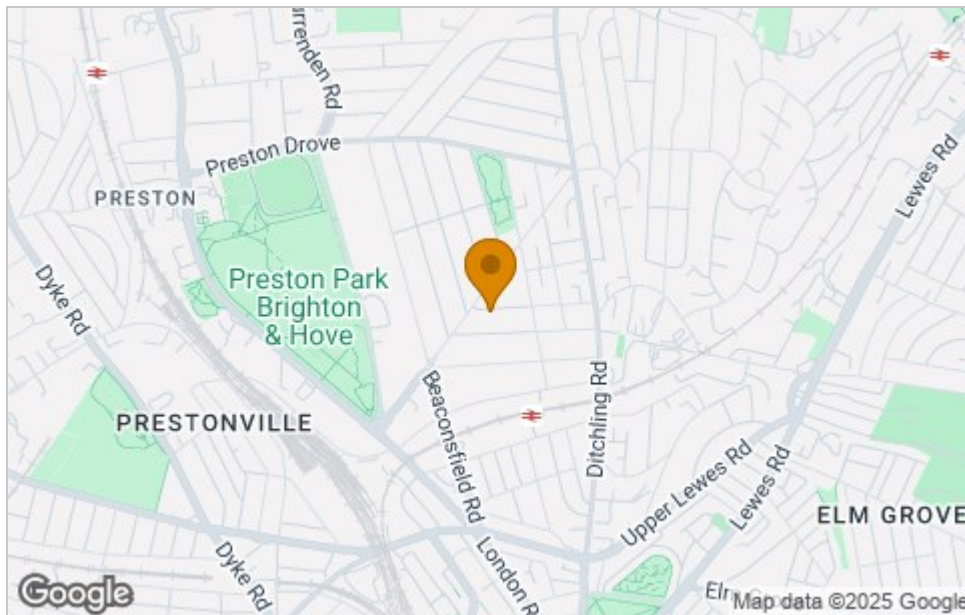 urrenden Rd
Preston Drove
Lewes Rd
PRESTON
Dyke Rd
Preston Park
Brighton
& Hove
Beaconsfield Rd
Ditchling Rd
PRESTONVILLE
Upper Lewes Rd
Lewes Rd
ELM GROVE
Dyke Rd
London R
Google
Map data ©2025 Google